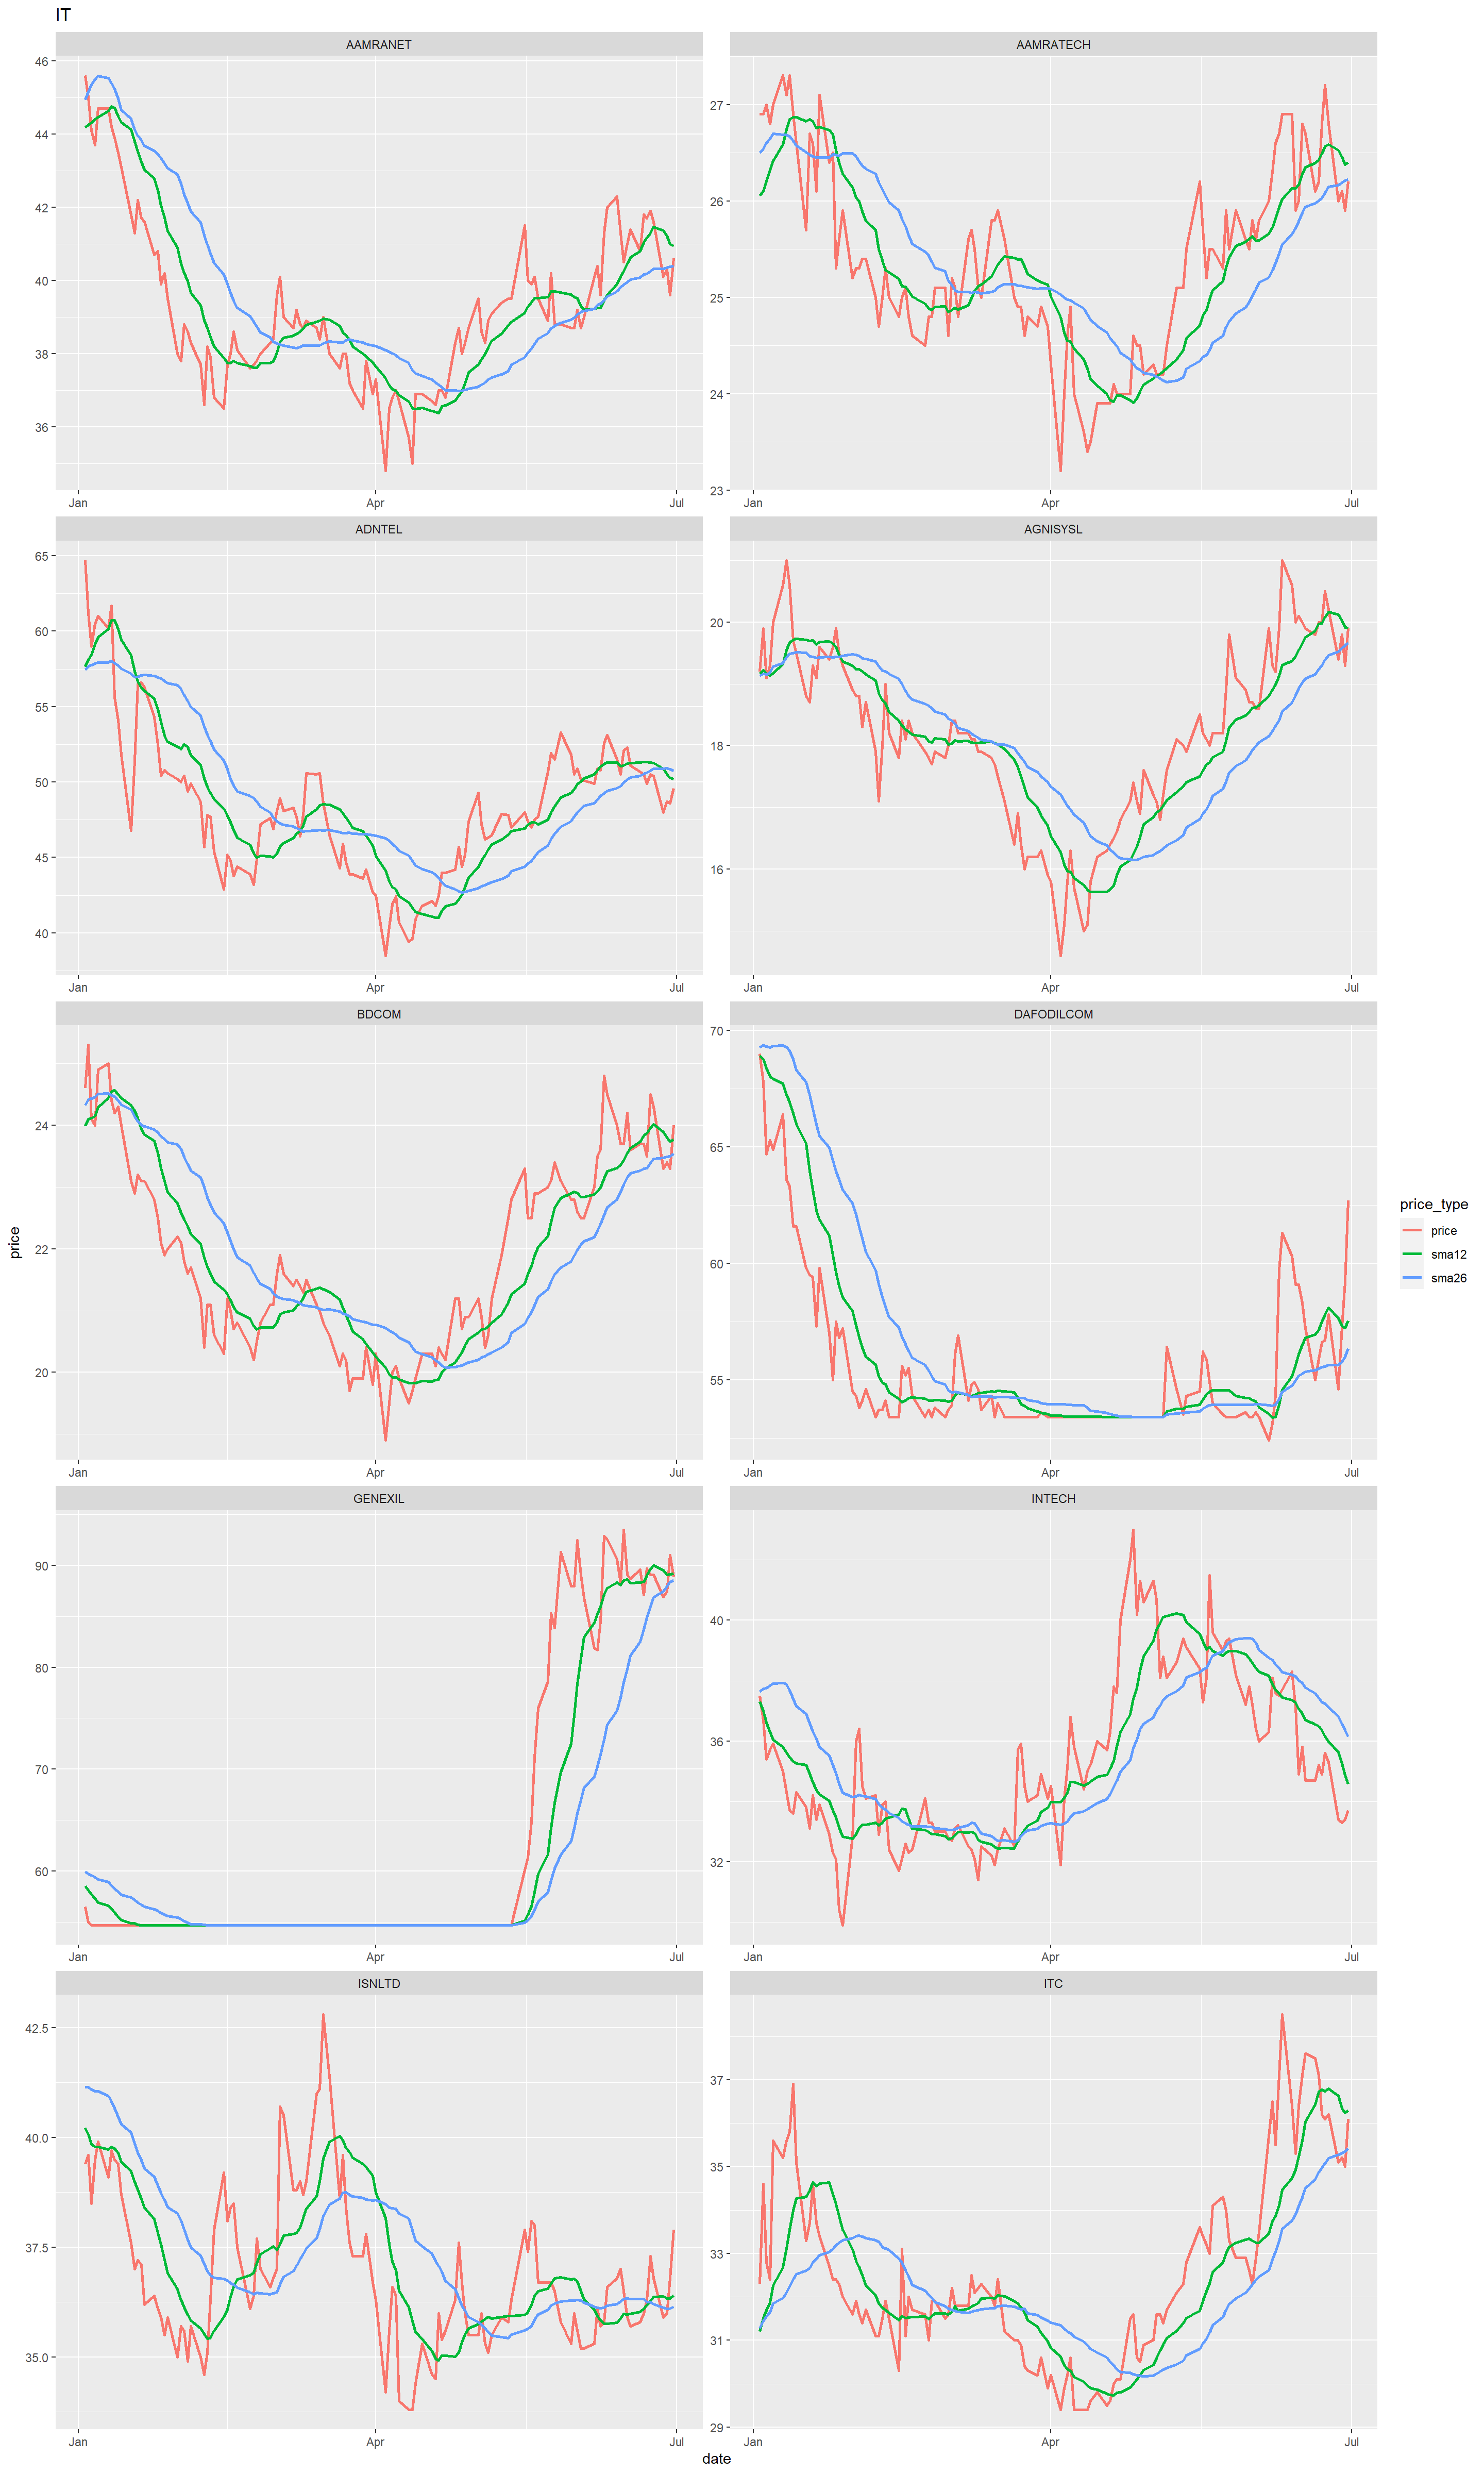 IT
AAMRANET
AAMRATECH
46
44
42
40
38
36
27
26
25
24
23
Jan Apr Jul
Jan Apr Jul
ADNTEL
AGNISYSL
65
60
55
50
45
40
20
18
16
Jan Apr Jul
Jan Apr Jul
BDCOM
DAFODILCOM
24
22
20
70
65
60
55
Jan Apr Jul
Jan Apr Jul
GENEXIL
INTECH
90
80
70
60
40
36
32
Jan Apr Jul
Jan Apr Jul
ISNLTD
ITC
42.5
40.0
37.5
35.0
37
35
33
31
29
Jan Apr Jul
Jan Apr Jul
price
date
price_type
price
sma12
sma26